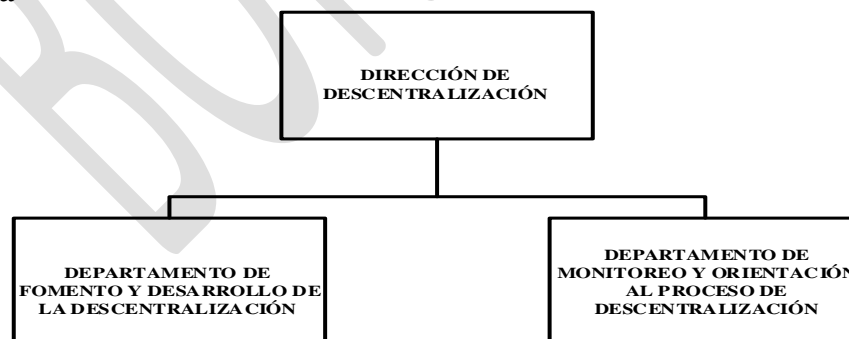 DIRECCIÓN DE
DESCENTRALIZACIÓN
DEPARTAMENTO DE
FOMENTO Y DESARROLLO DE
LA DESCENTRALIZACIÓN
DEPARTAMENTO DE
MONITOREO Y ORIENTACIÓN
AL PROCESO DE
DESCENTRALIZACIÓN